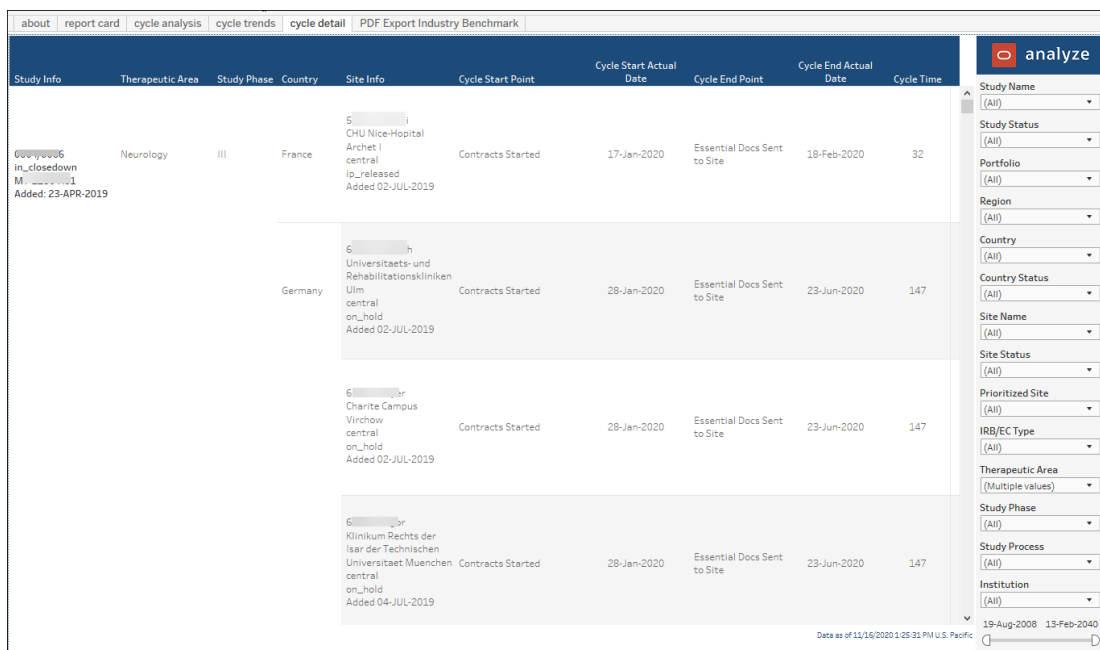 about report card cycle analysis cycle trends cycle detail PDF Export Industry Benchmark
Study Info Therapeutic Area Study Phase Country Site Info Cycle Start Point Cycle Start Actual Date Cycle End Point Cycle End Actual Date Cycle Time
in_closedown
Added: 23-APR-2019
Neurology
III
France
CHU Nice-Hopital
Archet I
central
ip_released
Added 02-JUL-2019
Contracts Started
17-Jan-2020
Essential Docs Sent
to Site
18-Feb-2020
32
Germany
Universitaets- und
Rehabilitationskliniken
Ulm
central
on_hold
Added 02-JUL-2019
Contracts Started
28-Jan-2020
Essential Docs Sent
to Site
23-Jun-2020
147
Charite Campus
Virchow
central
on_hold
Added 02-JUL-2019
Contracts Started
28-Jan-2020
Essential Docs Sent
to Site
23-Jun-2020
147
Klinikum Rechts der
Isar der Technischen
Universitaet Muenchen
central
on_hold
Added 04-JUL-2019
Contracts Started
28-Jan-2020
Essential Docs Sent
to Site
23-Jun-2020
147
Data as of 11/16/2020 1:25:31 PM U.S. Pacific
analyze
Study Name
(All)
Study Status
(All)
Portfolio
(All)
Region
(All)
Country
(All)
Country Status
(All)
Site Name
(All)
Site Status
(All)
Prioritized Site
(All)
IRB/EC Type
(All)
Therapeutic Area
(Multiple values)
Study Phase
(All)
Study Process
(All)
Institution
(All)
19-Aug-2008 13-Feb-2040